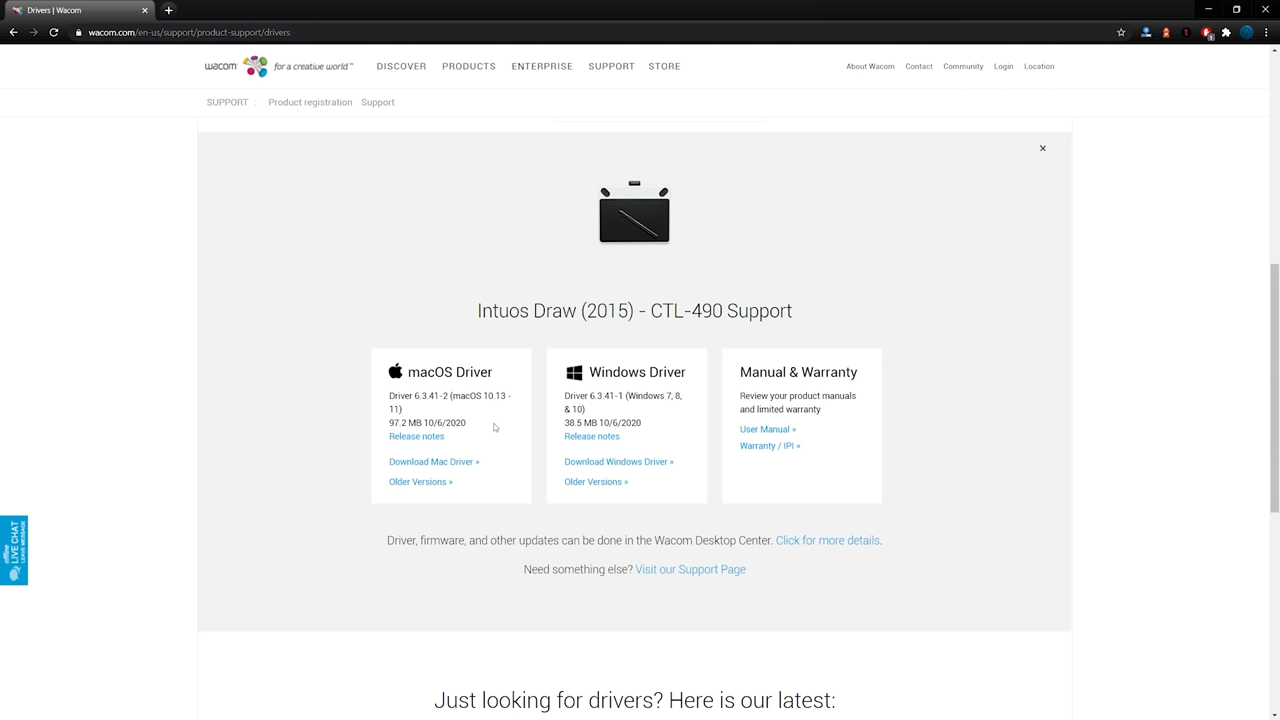 Drivers | Wacom
wacom.com/en-us/support/product-support/drivers
wacom for a creative world™ DISCOVER PRODUCTS ENTERPRISE SUPPORT STORE About Wacom Contact Community Login Location
SUPPORT : Product registration Support
Intuos Draw (2015) - CTL-490 Support
macOS Driver
Driver 6.3.41-2 (macOS 10.13 -
11)
97.2 MB 10/6/2020
Release notes
Download Mac Driver »
Older Versions »
Windows Driver
Driver 6.3.41-1 (Windows 7, 8,
& 10)
38.5 MB 10/6/2020
Release notes
Download Windows Driver »
Older Versions »
Manual & Warranty
Review your product manuals
and limited warranty
User Manual »
Warranty / IPI »
offline
LIVE CHAT
LEAVE MESSAGE
Driver, firmware, and other updates can be done in the Wacom Desktop Center. Click for more details.
Need something else? Visit our Support Page
Just looking for drivers? Here is our latest: